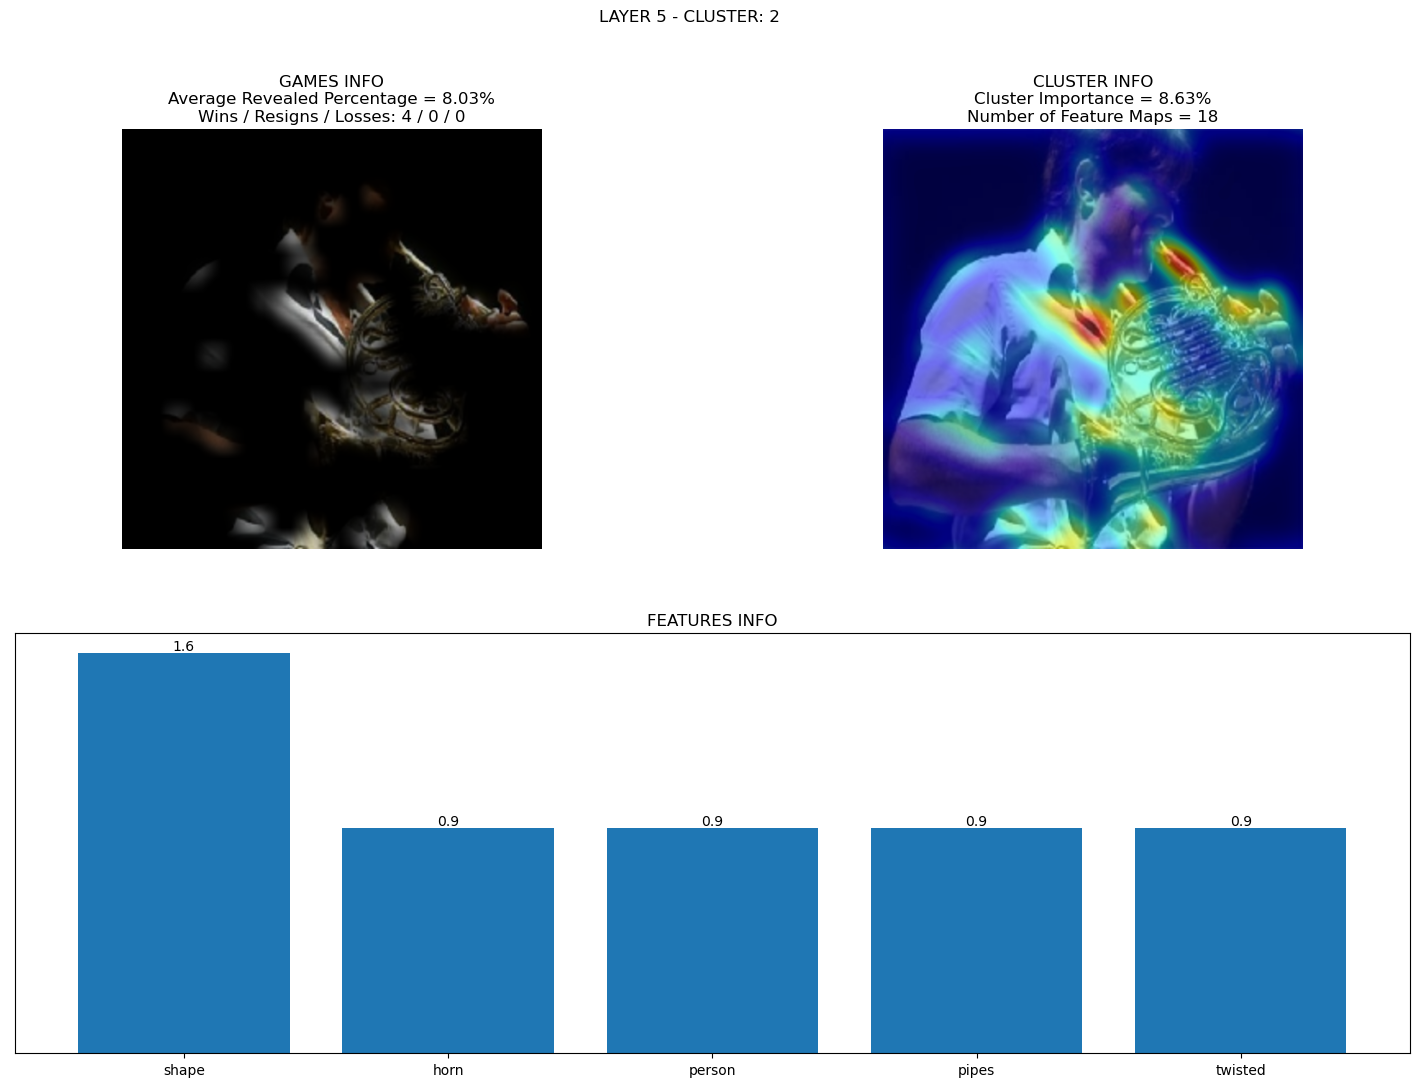 LAYER 5 - CLUSTER: 2
GAMES INFO
Average Revealed Percentage = 8.03%
Wins / Resigns / Losses: 4 / 0 / 0
CLUSTER INFO
Cluster Importance = 8.63%
Number of Feature Maps = 18
FEATURES INFO
1.6
0.9
0.9
0.9
0.9
shape
horn
person
pipes
twisted